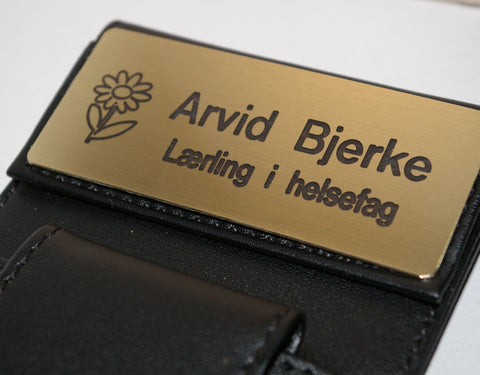 Arvid Bjerke
Lærling i helsefag